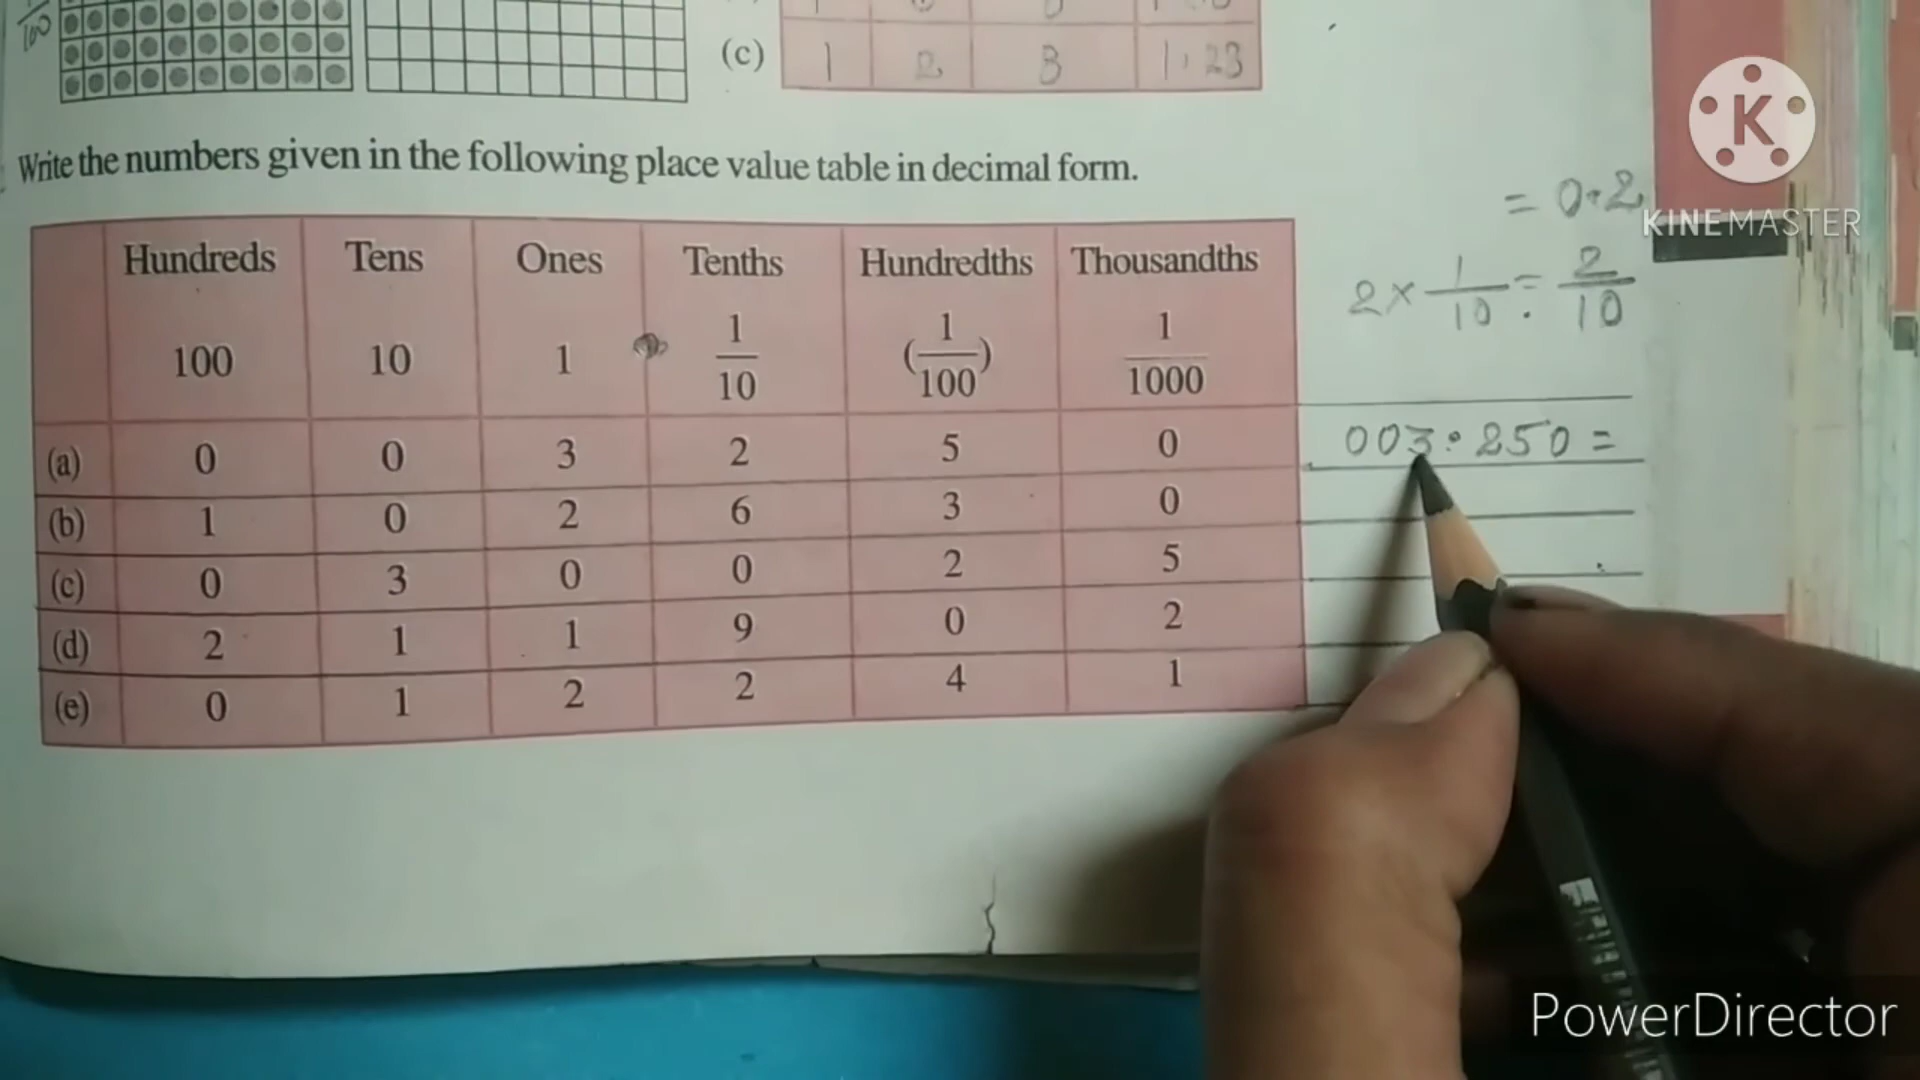 100
(c) 1 2 3 1.23
Write the numbers given in the following place value table in decimal form.
K
KINEMASTER
= 0.2
2 × 1/10 = 2/10
Hundreds Tens Ones Tenths Hundredths Thousandths
100 10 1 1/10 (1/100) 1/1000
(a) 0 0 3 2 5 0 003.250 =
(b) 1 0 2 6 3 0
(c) 0 3 0 0 2 5
(d) 2 1 1 9 0 2
(e) 0 1 2 2 4 1
PowerDirector